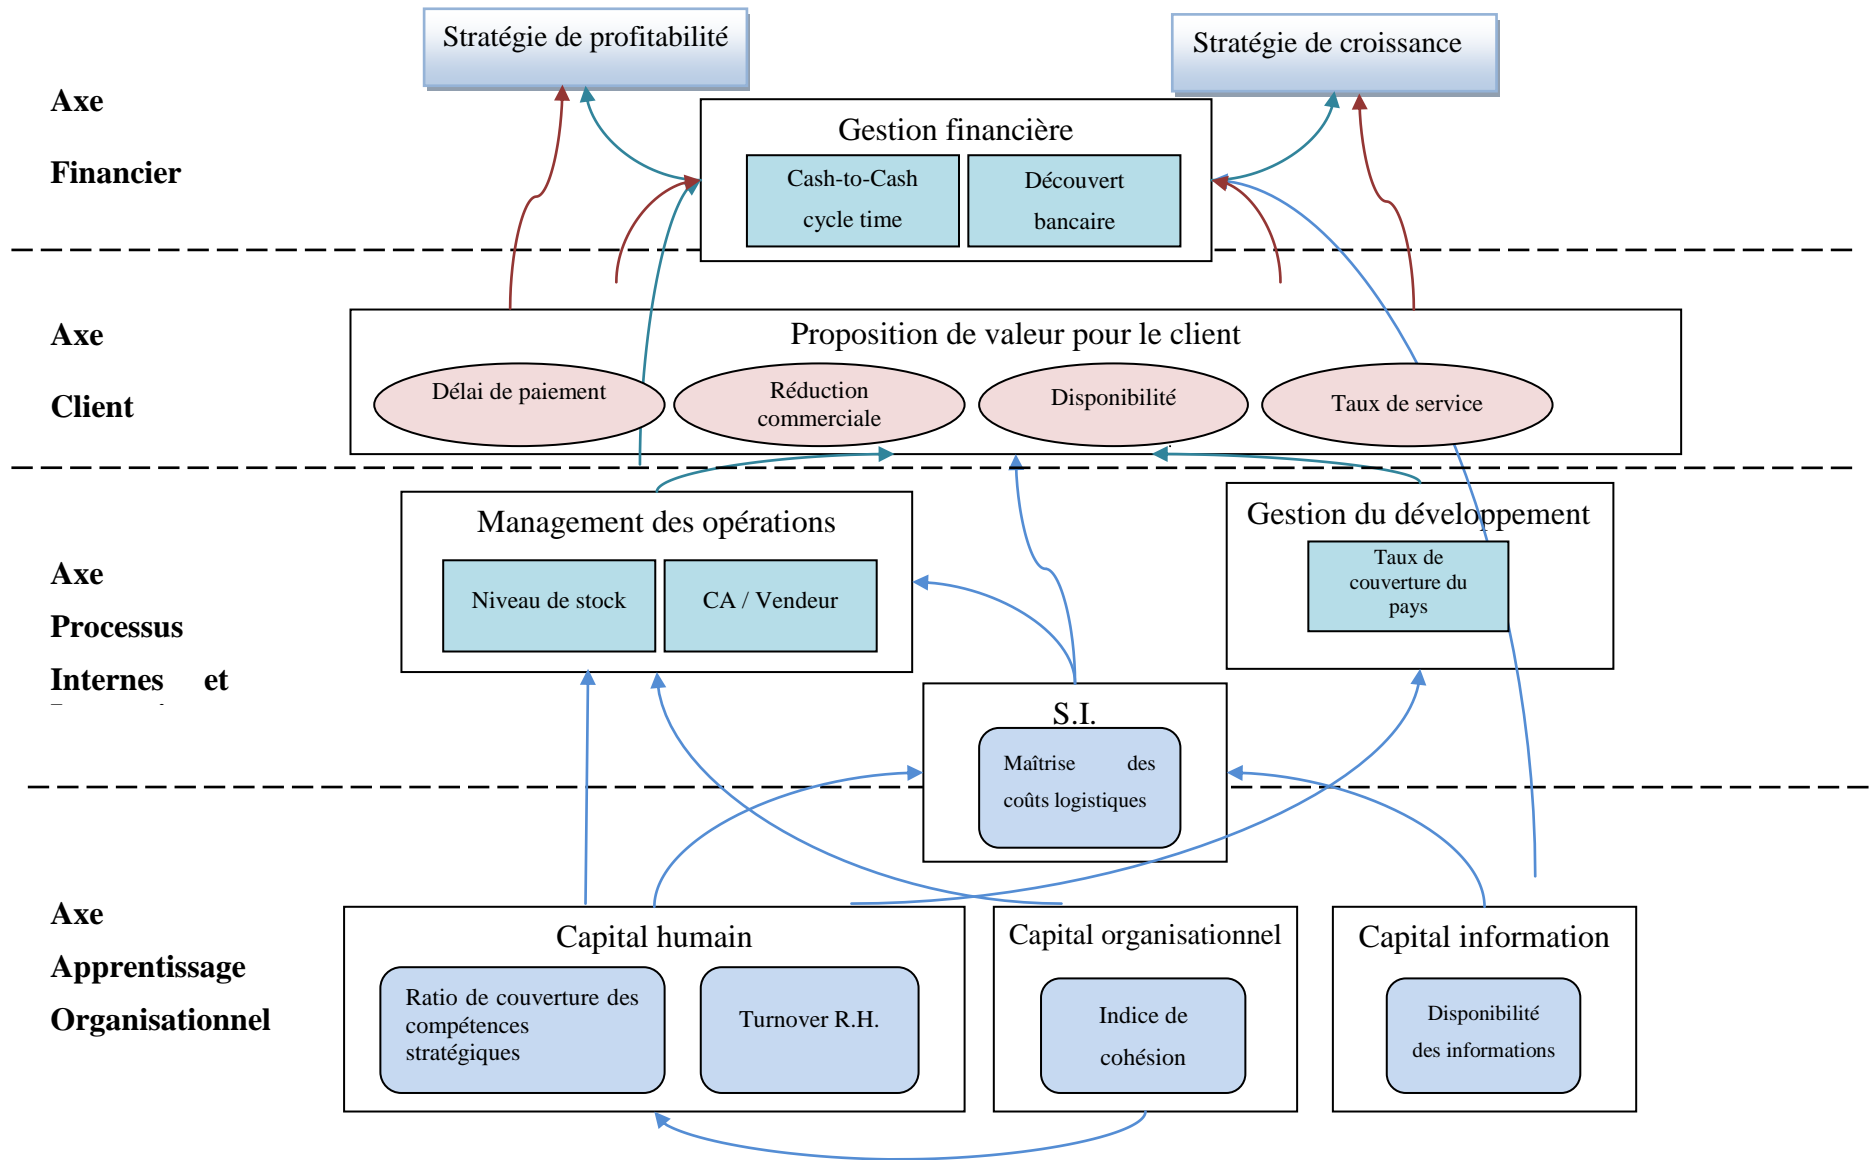 Stratégie de profitabilité
Stratégie de croissance
Axe
Financier
Gestion financière
Cash-to-Cash
cycle time
Découvert
bancaire
Axe
Client
Proposition de valeur pour le client
Délai de paiement
Réduction
commerciale
Disponibilité
Taux de service
Axe
Processus
Internes et
Management des opérations
Niveau de stock
CA / Vendeur
Gestion du développement
Taux de
couverture du
pays
S.I.
Maîtrise des
coûts logistiques
Axe
Apprentissage
Organisationnel
Capital humain
Ratio de couverture des
compétences
stratégiques
Turnover R.H.
Capital organisationnel
Indice de
cohésion
Capital information
Disponibilité
des informations